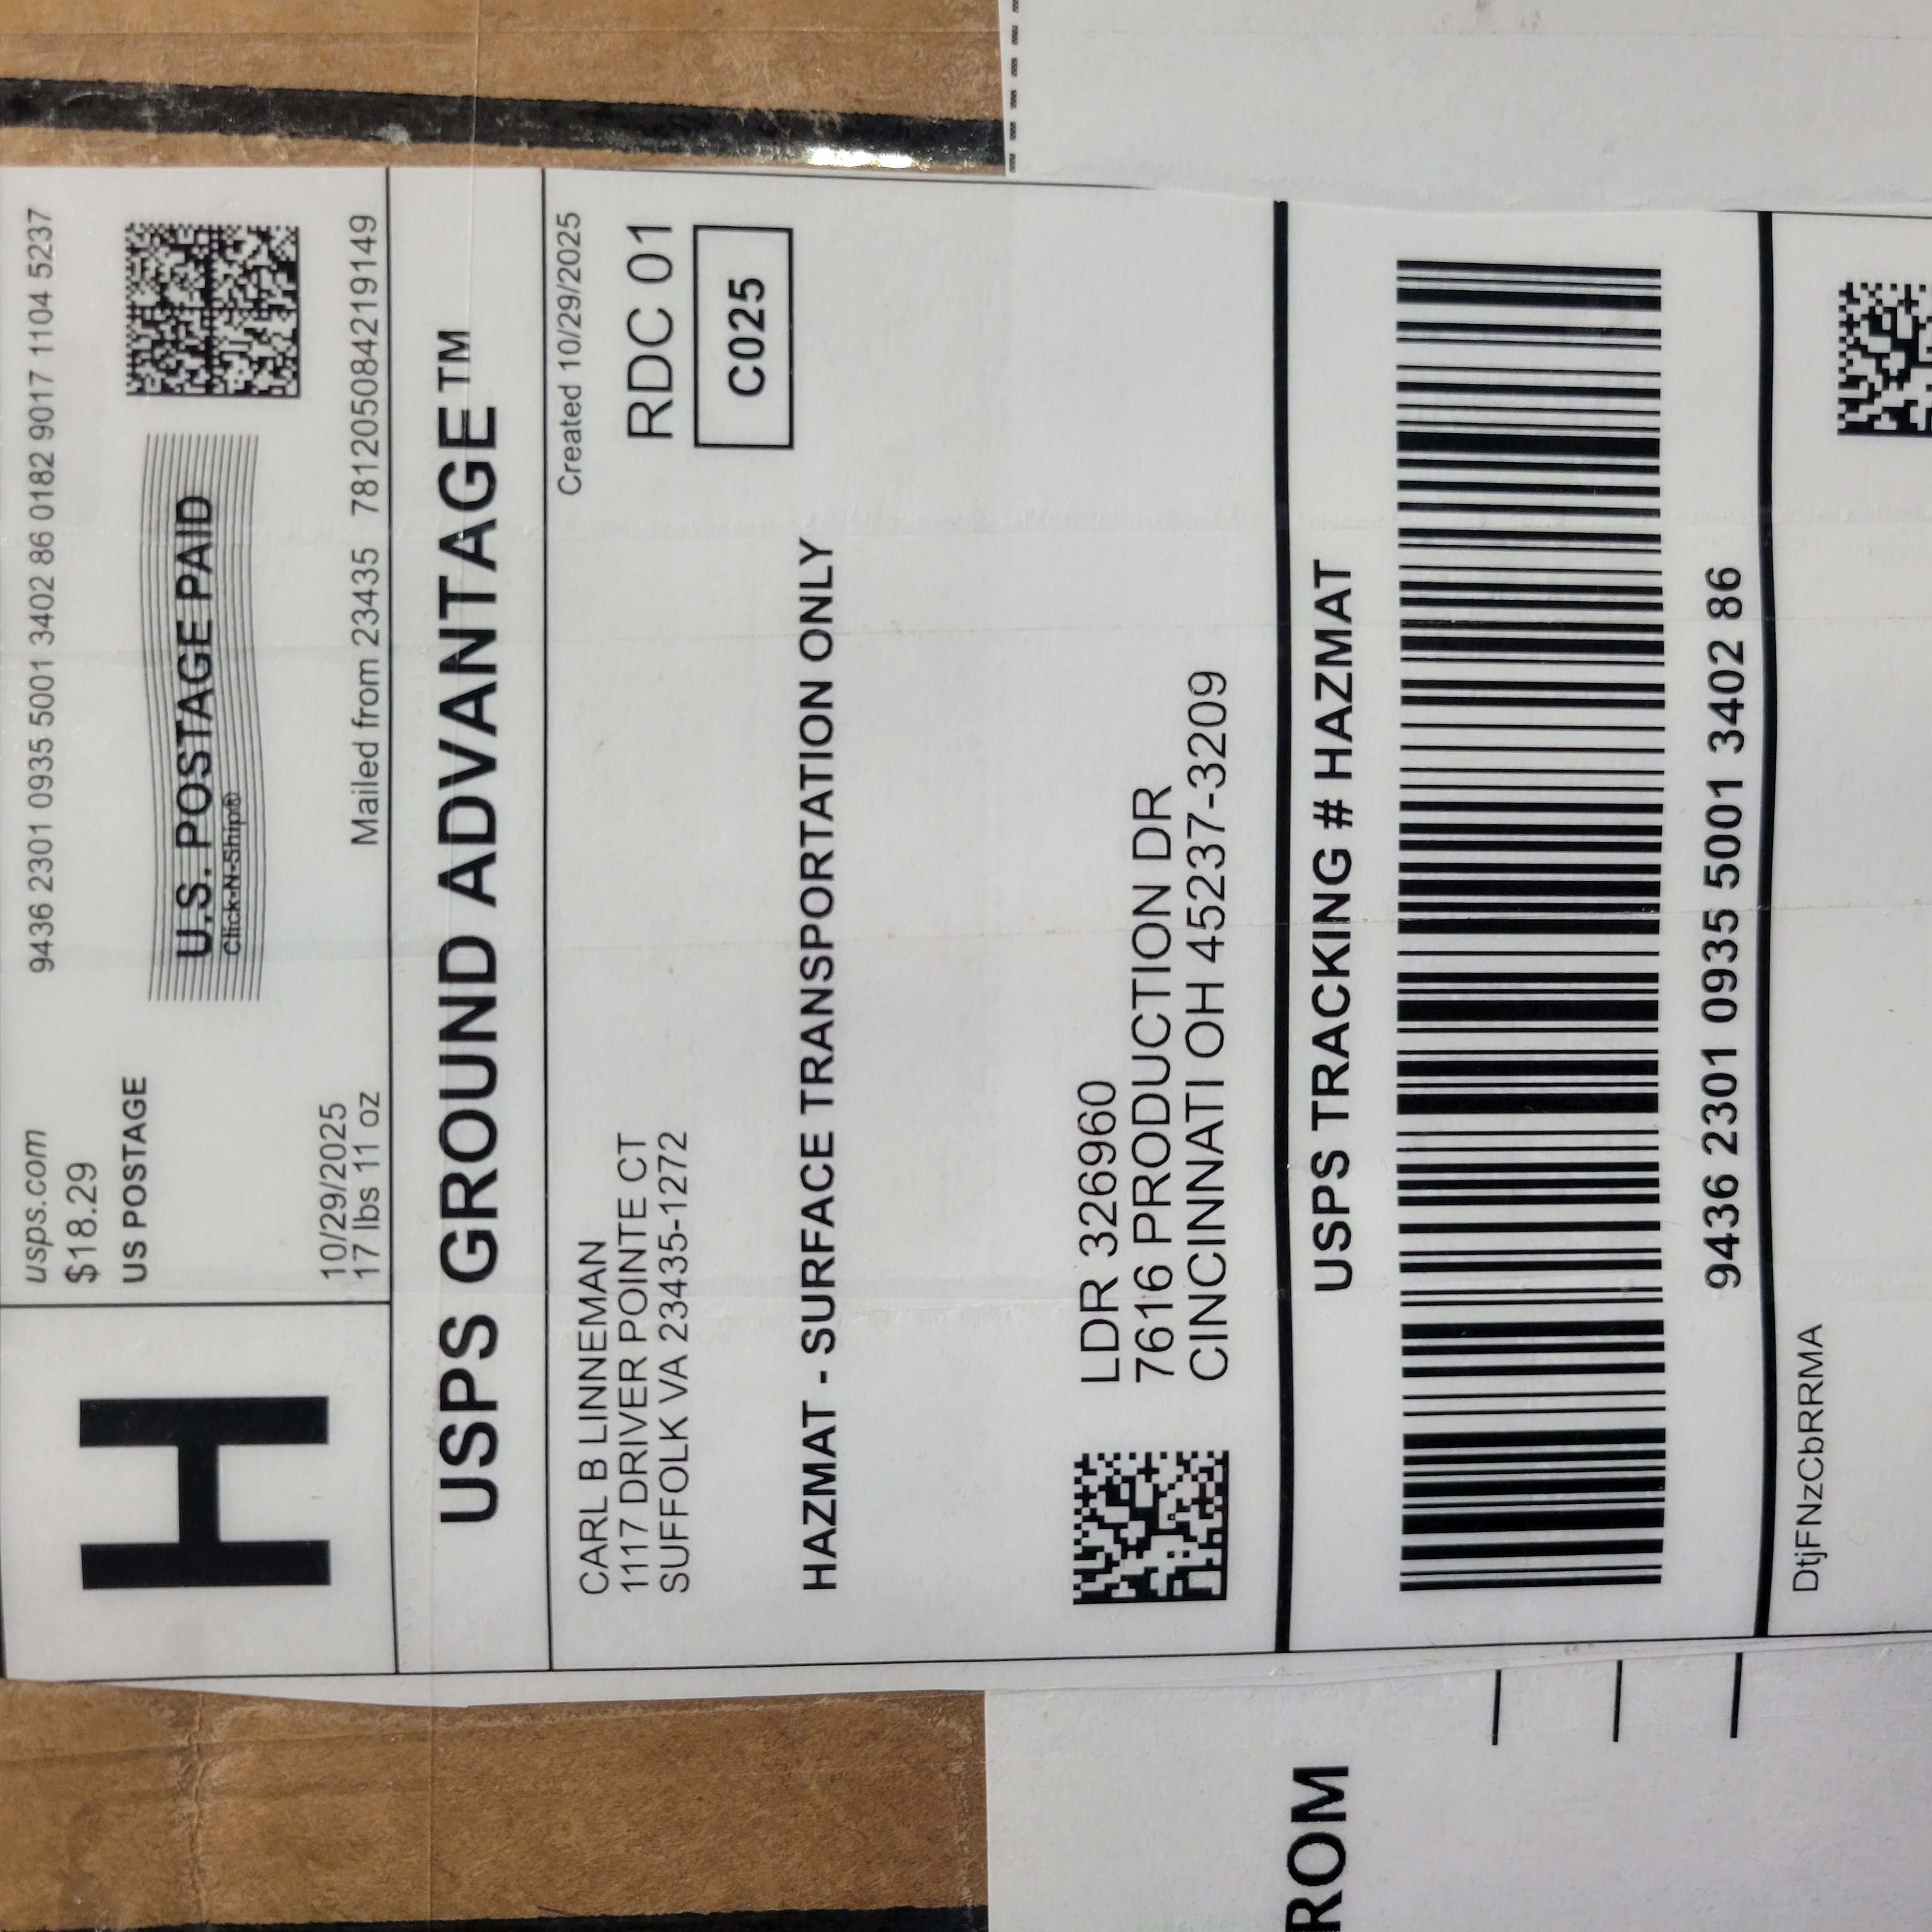 H
usps.com
$18.29
US POSTAGE
9436 2301 0935 5001 3402 86 0182 9017 1104 5237
U.S. POSTAGE PAID
Click-N-Ship®
10/29/2025
17 lbs 11 oz
Mailed from 23435 781205084219149
USPS GROUND ADVANTAGE™
CARL B LINNEMAN
1117 DRIVER POINTE CT
SUFFOLK VA 23435-1272
Created 10/29/2025
RDC 01
C025
HAZMAT - SURFACE TRANSPORTATION ONLY
LDR 326960
7616 PRODUCTION DR
CINCINNATI OH 45237-3209
USPS TRACKING # HAZMAT
9436 2301 0935 5001 3402 86
DtjFNzCbRRMA
ROM